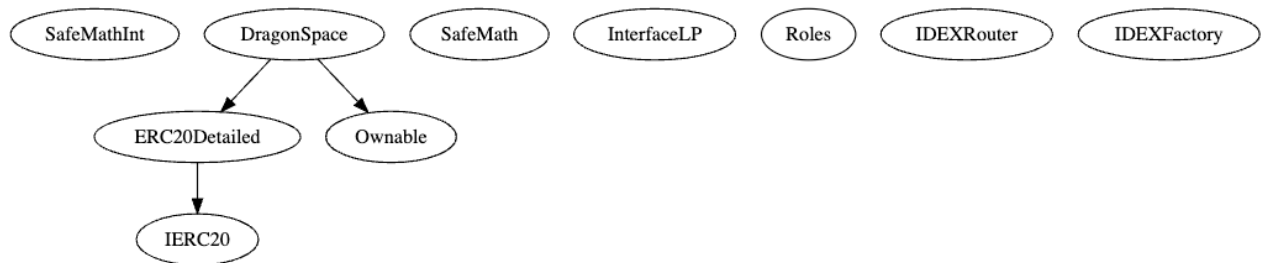 SafeMathInt
DragonSpace
SafeMath
InterfaceLP
Roles
IDEXRouter
IDEXFactory
ERC20Detailed
Ownable
IERC20